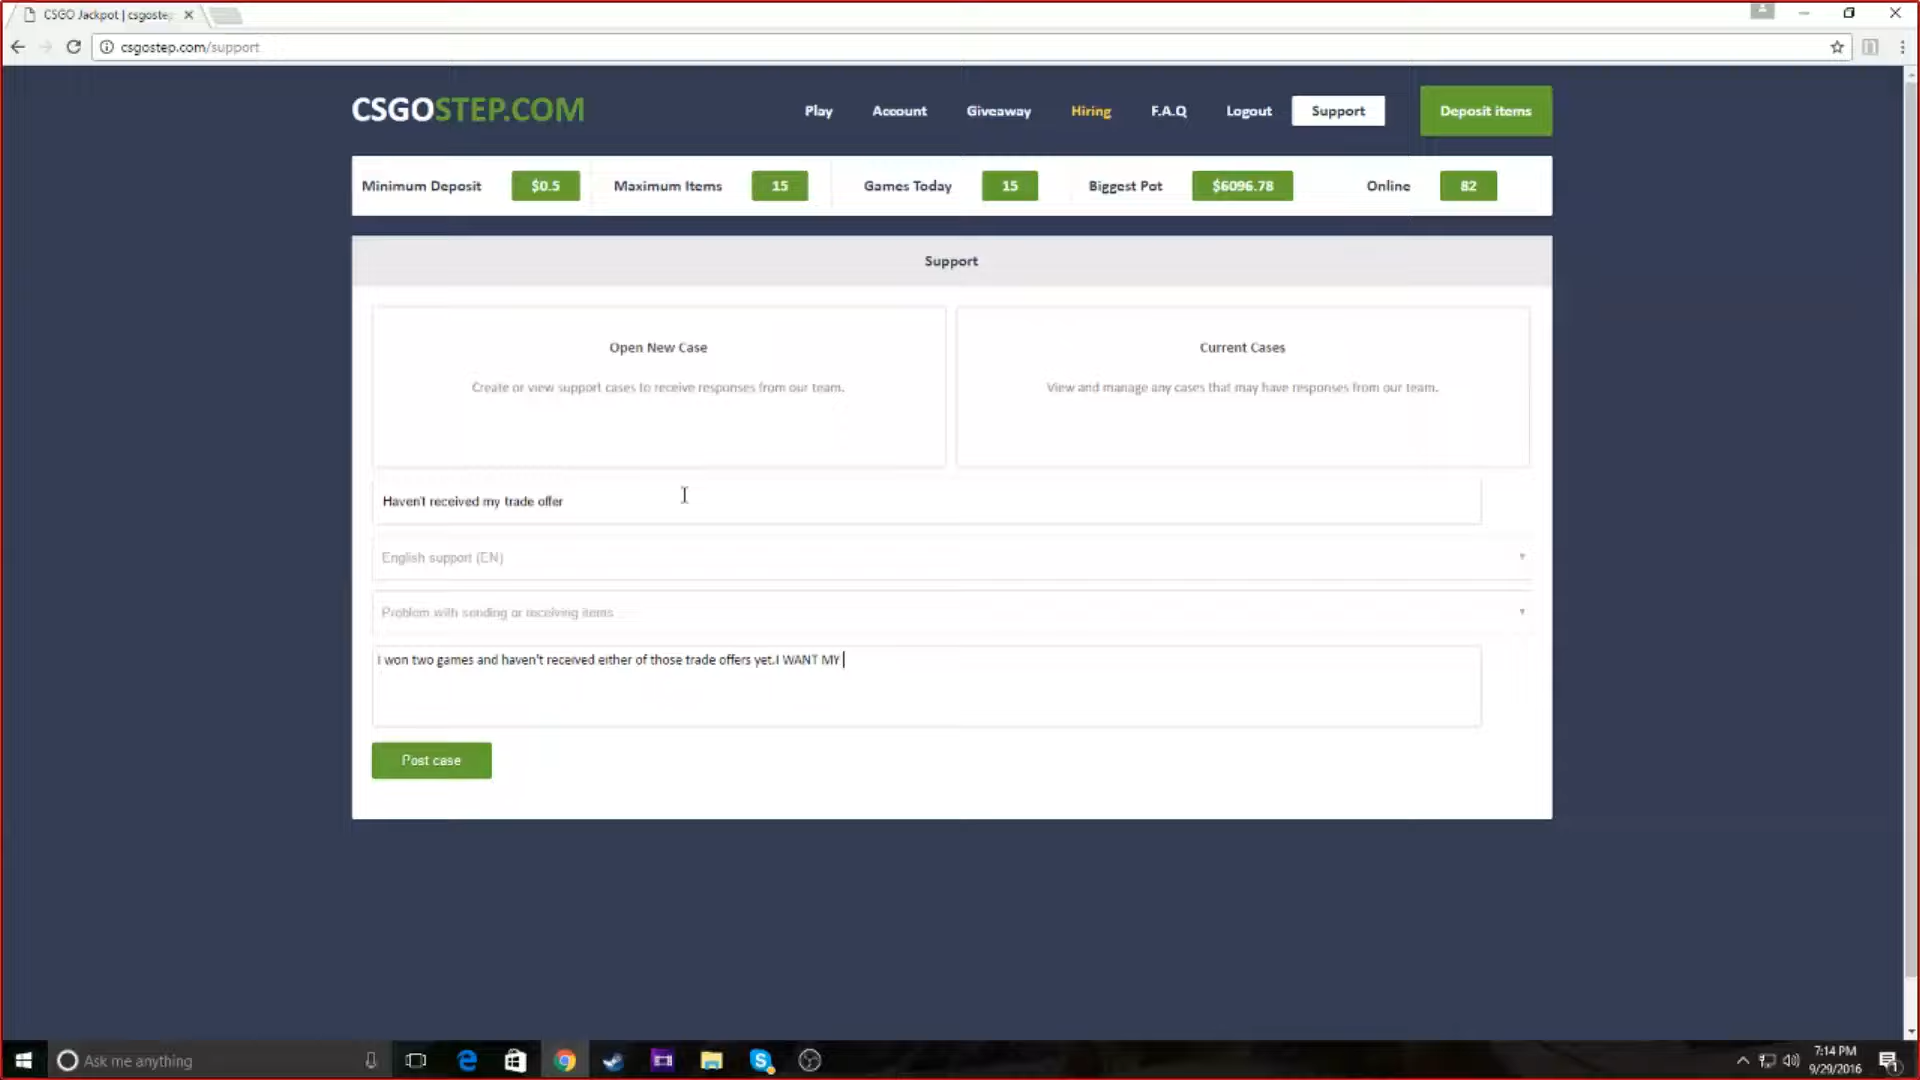 CSGO Jackpot | csgoste
csgostep.com/support
CSGOSTEP.COM
Play
Account
Giveaway
Hiring
F.A.Q
Logout
Support
Deposit items
Minimum Deposit
$0.5
Maximum Items
15
Games Today
15
Biggest Pot
$6096.78
Online
82
Support
Open New Case
Current Cases
Create or view support cases to receive responses from our team.
View and manage any cases that may have responses from our team.
Haven't received my trade offer
English support (EN)
Problem with sending or receiving items
I won two games and haven't received either of those trade offers yet.I WANT MY
Post case
Ask me anything
7:14 PM
9/29/2016